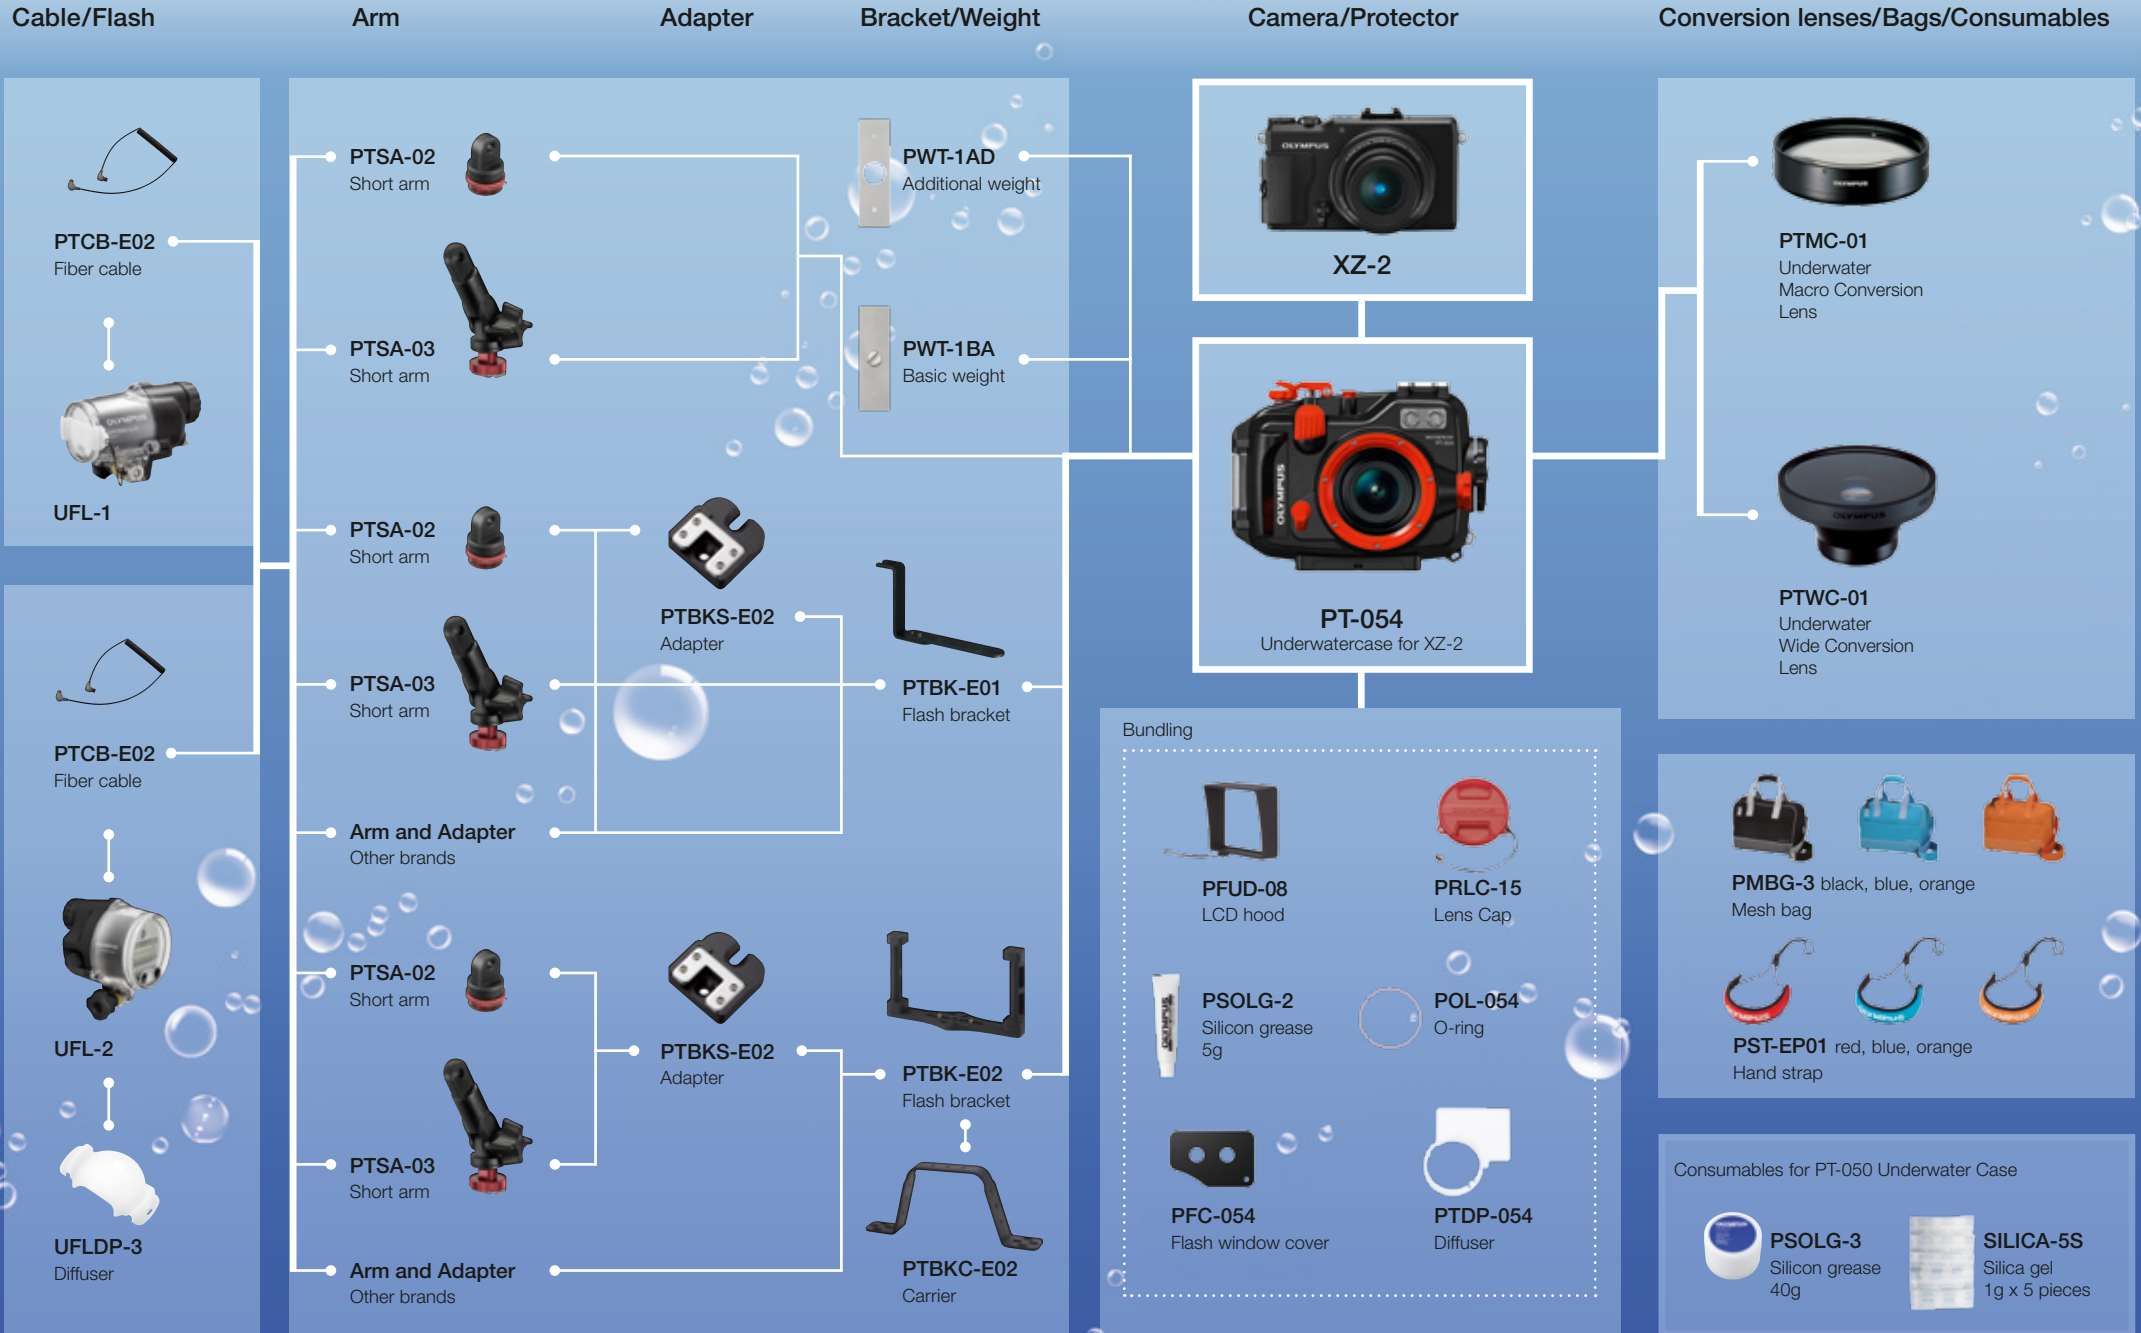 Cable/Flash
Arm
Adapter
Bracket/Weight
Camera/Protector
Conversion lenses/Bags/Consumables
PTCB-E02
Fiber cable
OLYMPUS
UFL-1
PTCB-E02
Fiber cable
UFL-2
UFLDP-3
Diffuser
PTSA-02
Short arm
PTSA-03
Short arm
PTSA-02
Short arm
PTSA-03
Short arm
Arm and Adapter
Other brands
PTSA-02
Short arm
PTSA-03
Short arm
Arm and Adapter
Other brands
PTBKS-E02
Adapter
PTBKS-E02
Adapter
PWT-1AD
Additional weight
PWT-1BA
Basic weight
PTBK-E01
Flash bracket
PTBK-E02
Flash bracket
PTBKC-E02
Carrier
OLYMPUS
XZ-2
OLYMPUS
PT-054
Underwatercase for XZ-2
Bundling
PFUD-08
LCD hood
PRLC-15
Lens Cap
OLYMPUS
PSOLG-2
Silicon grease
5g
POL-054
O-ring
PFC-054
Flash window cover
PTDP-054
Diffuser
OLYMPUS
PTMC-01
Underwater
Macro Conversion
Lens
OLYMPUS
PTWC-01
Underwater
Wide Conversion
Lens
PMBG-3 black, blue, orange
Mesh bag
PST-EP01 red, blue, orange
Hand strap
Consumables for PT-050 Underwater Case
PSOLG-3
Silicon grease
40g
SILICA-5S
Silica gel
1g x 5 pieces